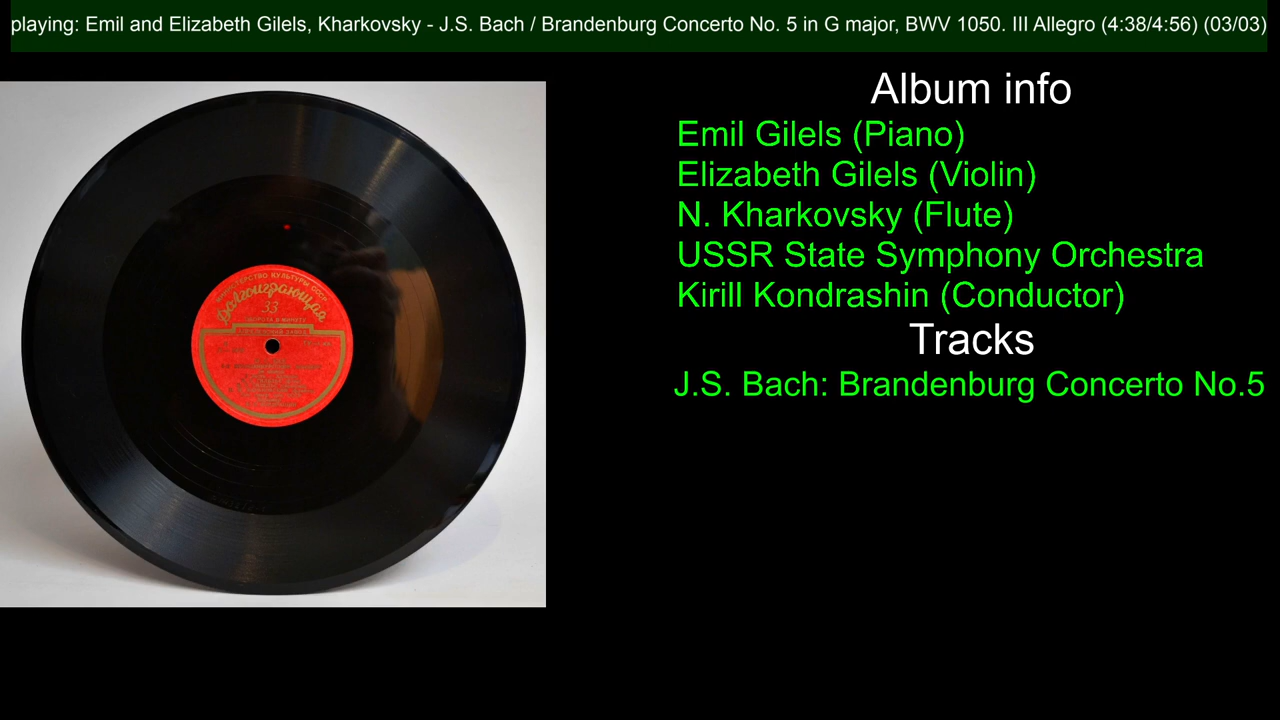 playing: Emil and Elizabeth Gilels, Kharkovsky - J.S. Bach / Brandenburg Concerto No. 5 in G major, BWV 1050. III Allegro (4:38/4:56) (03/03)
Album info
Emil Gilels (Piano)
Elizabeth Gilels (Violin)
N. Kharkovsky (Flute)
USSR State Symphony Orchestra
Kirill Kondrashin (Conductor)
Tracks
J.S. Bach: Brandenburg Concerto No.5
МИНИСТЕРСТВО КУЛЬТУРЫ СССР
Долгоиграющая
33